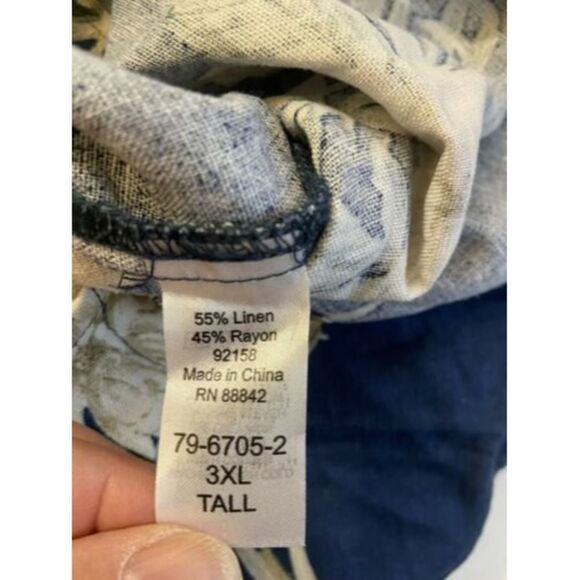 55% Linen
45% Rayon
92158
Made in China
RN 88842
79-6705-2
3XL
TALL